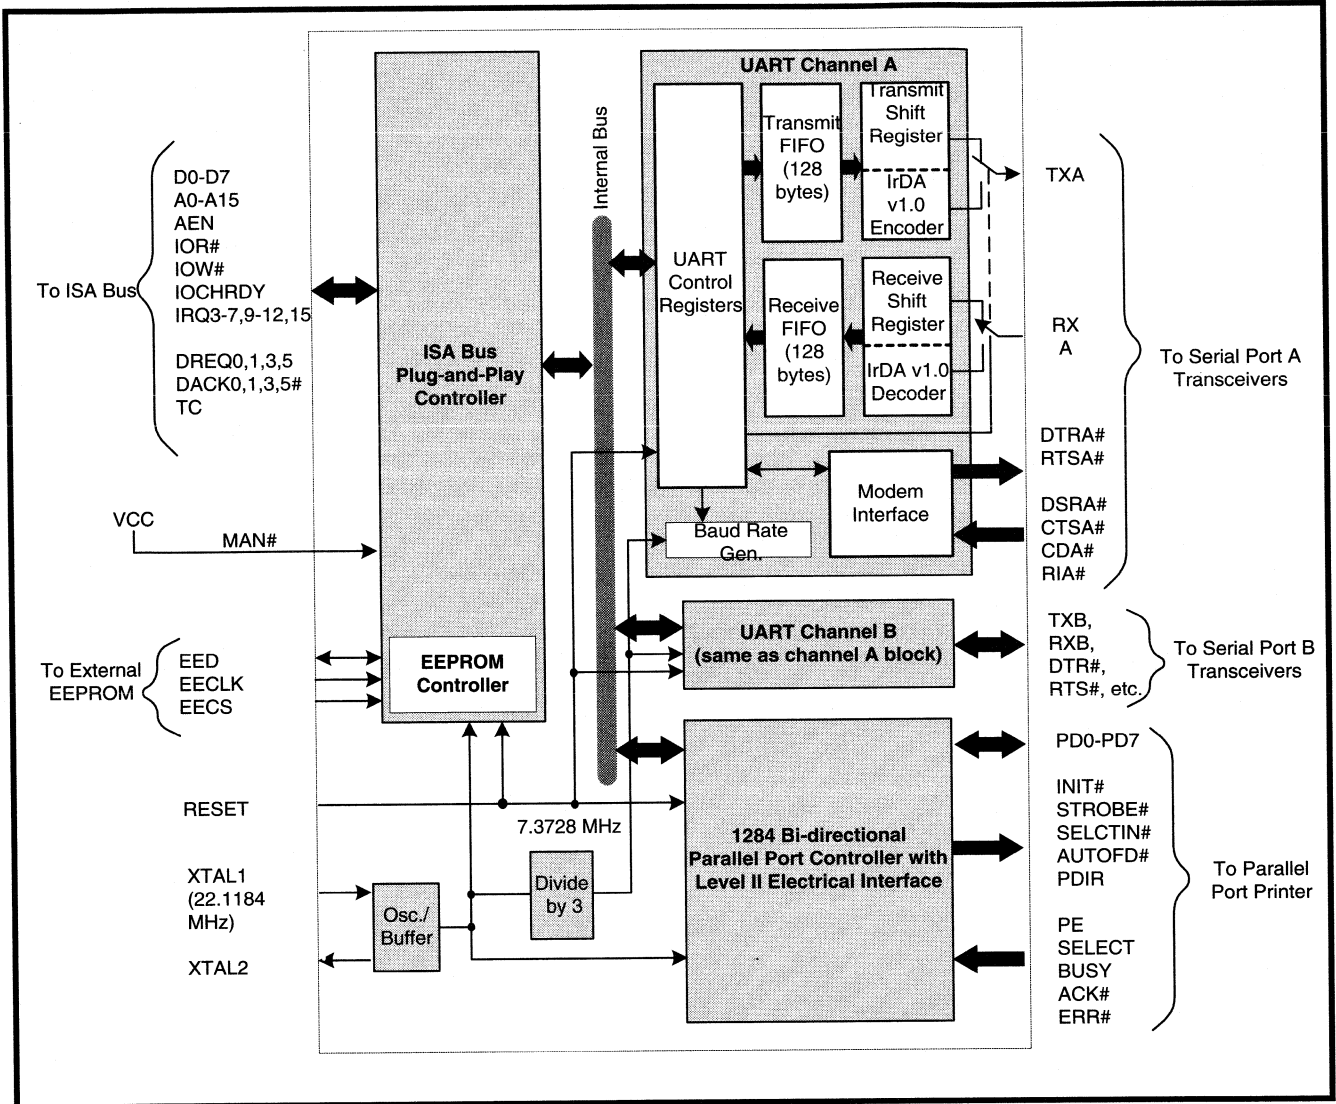 To ISA Bus
D0-D7
A0-A15
AEN
IOR#
IOW#
IOCHRDY
IRQ3-7,9-12,15
DREQ0,1,3,5
DACK0,1,3,5#
TC
VCC
MAN#
To External
EEPROM
EED
EECLK
EECS
RESET
XTAL1
(22.1184
MHz)
XTAL2
ISA Bus
Plug-and-Play
Controller
EEPROM
Controller
Osc./
Buffer
Divide
by 3
7.3728 MHz
Internal Bus
UART Channel A
UART
Control
Registers
Transmit
FIFO
(128
bytes)
Transmit
Shift
Register
IrDA
v1.0
Encoder
Receive
FIFO
(128
bytes)
Receive
Shift
Register
IrDA v1.0
Decoder
Modem
Interface
Baud Rate
Gen.
UART Channel B
(same as channel A block)
1284 Bi-directional
Parallel Port Controller with
Level II Electrical Interface
TXA
RX
A
DTRA#
RTSA#
DSRA#
CTSA#
CDA#
RIA#
To Serial Port A
Transceivers
TXB,
RXB,
DTR#,
RTS#, etc.
To Serial Port B
Transceivers
PD0-PD7
INIT#
STROBE#
SELCTIN#
AUTOFD#
PDIR
PE
SELECT
BUSY
ACK#
ERR#
To Parallel
Port Printer